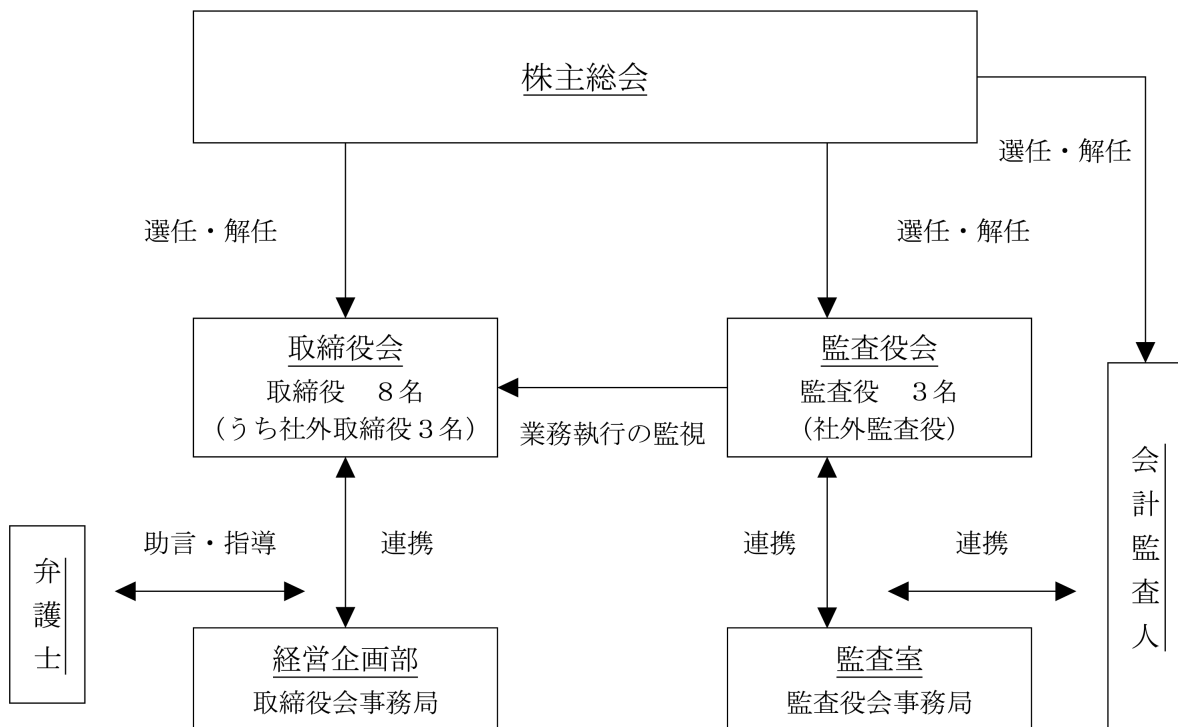 株主総会
選任・解任
選任・解任
選任・解任
取締役会
取締役　８名
（うち社外取締役３名）
業務執行の監視
監査役会
監査役　３名
（社外監査役）
会計監査人
弁護士
助言・指導
連携
連携
連携
経営企画部
取締役会事務局
監査室
監査役会事務局